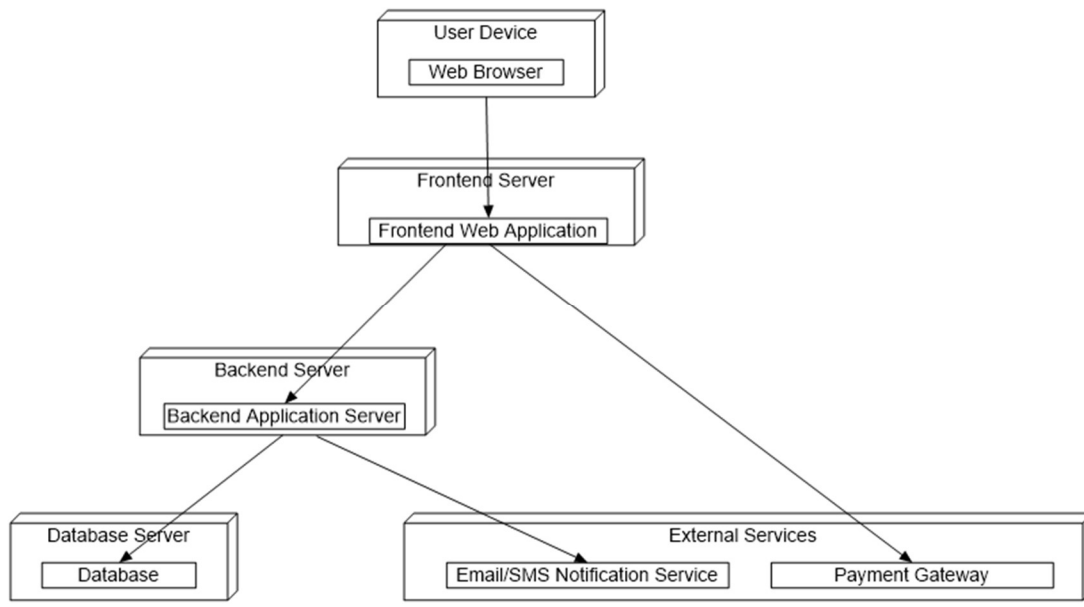 User Device
Web Browser
Frontend Server
Frontend Web Application
Backend Server
Backend Application Server
Database Server
Database
External Services
Email/SMS Notification Service
Payment Gateway